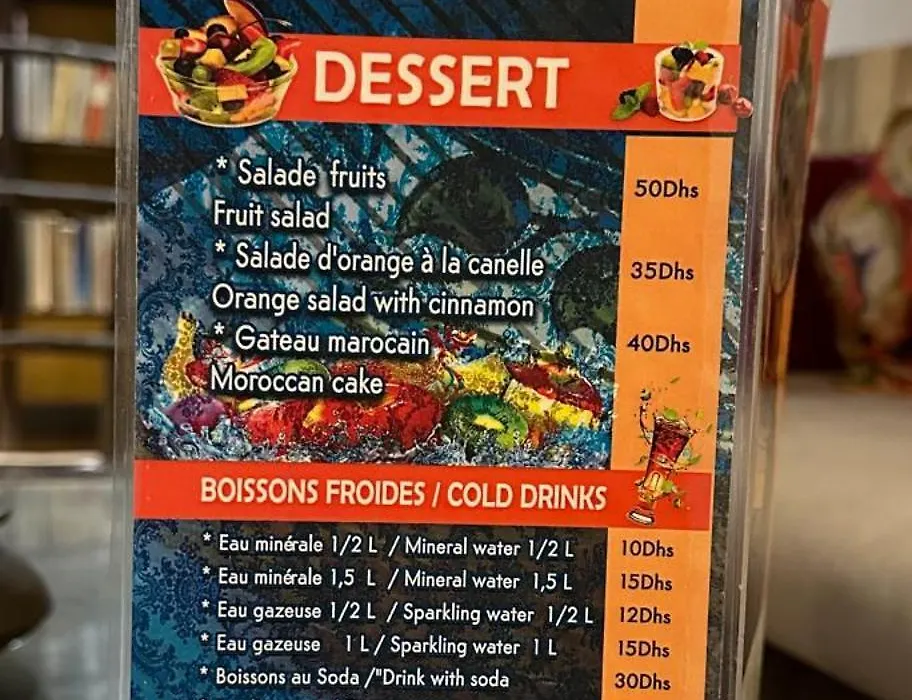 DESSERT
* Salade fruits 50Dhs
Fruit salad
* Salade d'orange à la canelle 35Dhs
Orange salad with cinnamon
* Gateau marocain 40Dhs
Moroccan cake
BOISSONS FROIDES / COLD DRINKS
* Eau minérale 1/2 L / Mineral water 1/2 L 10Dhs
* Eau minérale 1,5 L / Mineral water 1,5 L 15Dhs
* Eau gazeuse 1/2 L / Sparkling water 1/2 L 12Dhs
* Eau gazeuse 1 L / Sparkling water 1 L 15Dhs
* Boissons au Soda /"Drink with soda 30Dhs